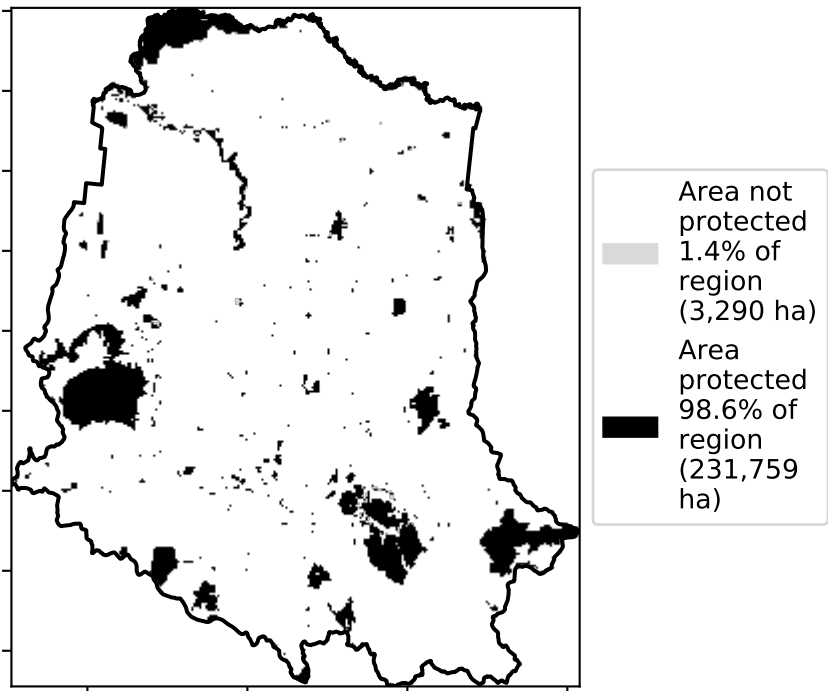 Area not
protected
1.4% of
region
(3,290 ha)
Area
protected
98.6% of
region
(231,759
ha)